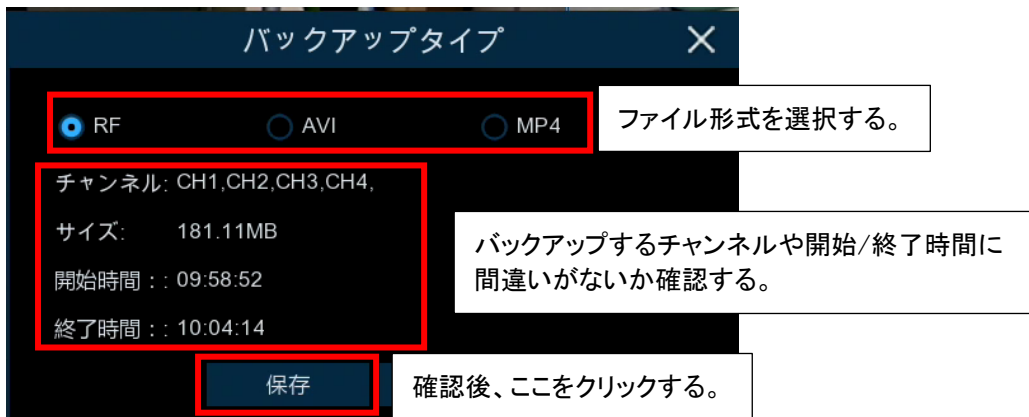 バックアップタイプ
RF AVI MP4
ファイル形式を選択する。
チャンネル: CH1,CH2,CH3,CH4,
サイズ: 181.11MB
開始時間:: 09:58:52
終了時間:: 10:04:14
バックアップするチャンネルや開始/終了時間に
間違いがないか確認する。
保存
確認後、ここをクリックする。